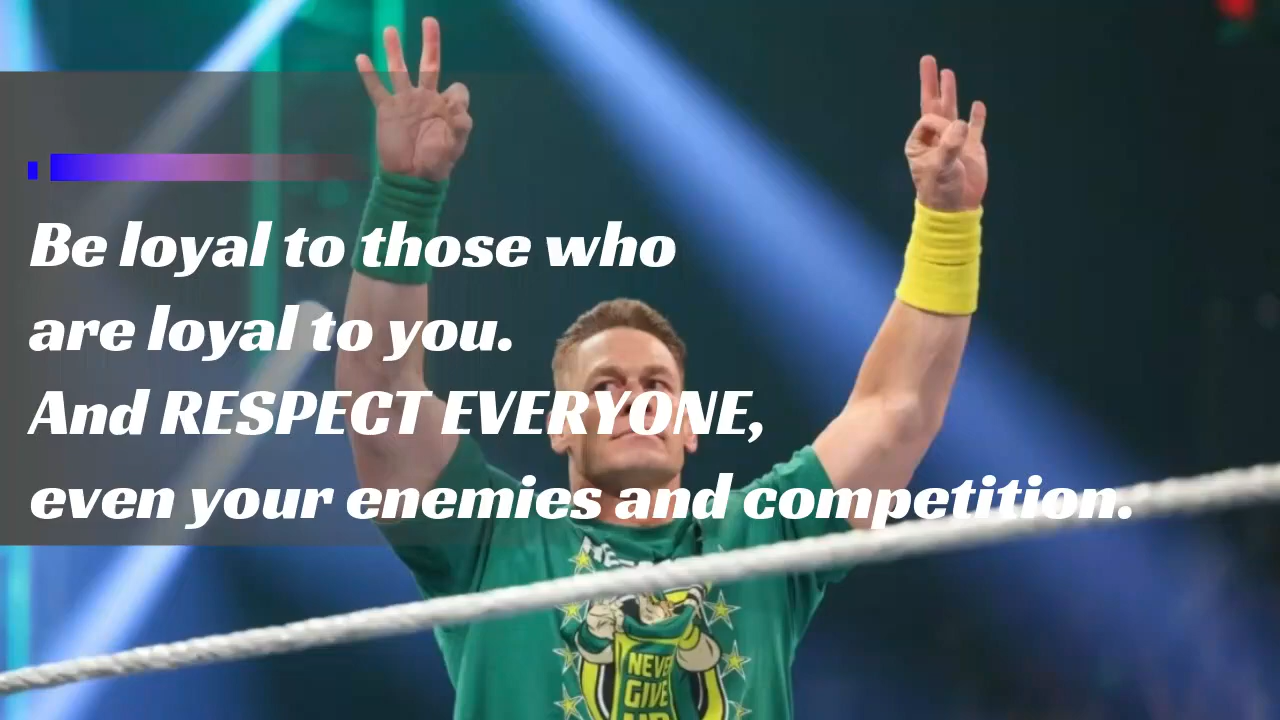 Be loyal to those who
are loyal to you.
And RESPECT EVERYONE,
even your enemies and competition.
NEVER
GIVE
UP